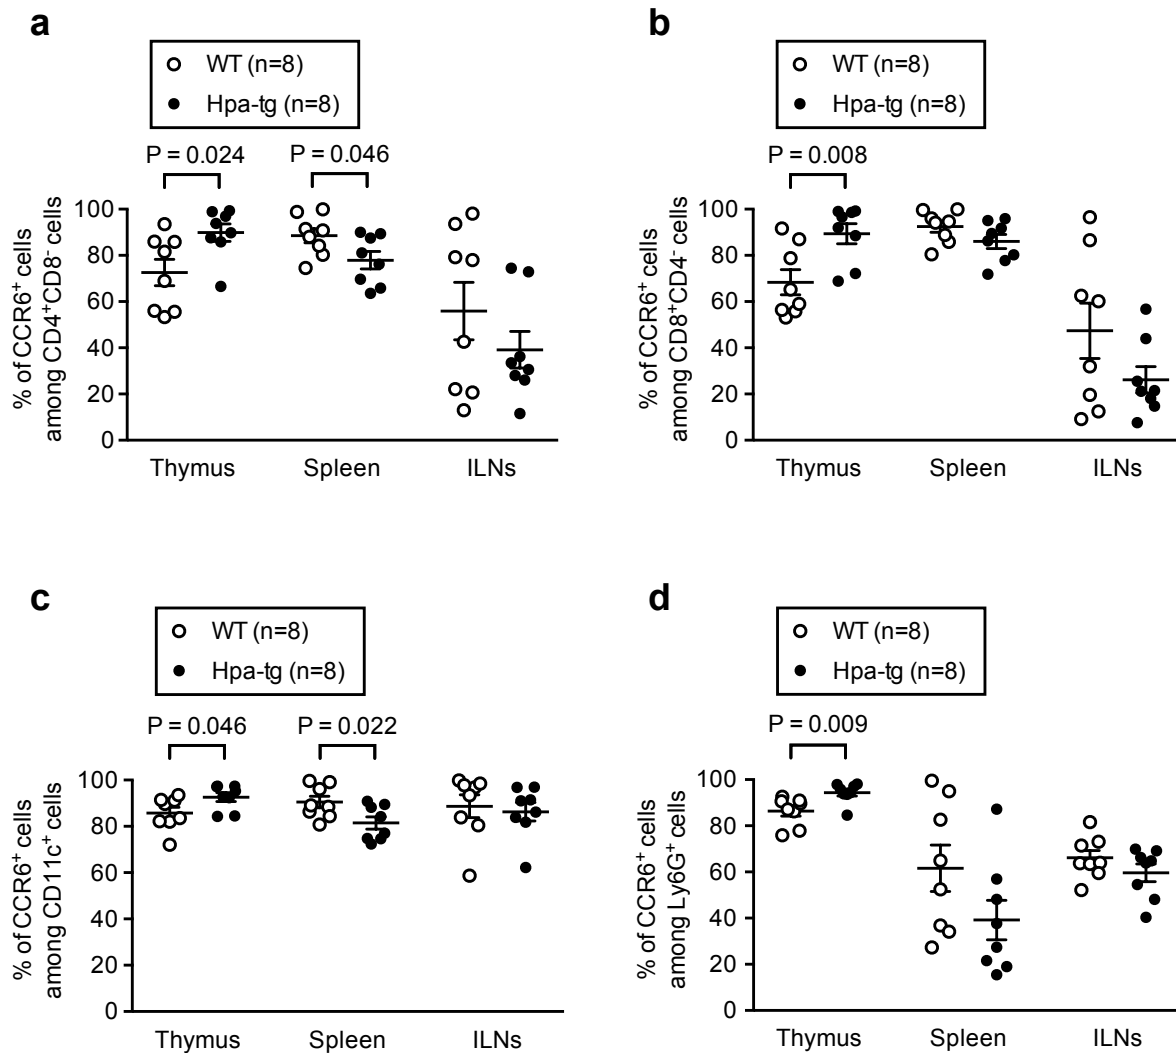 a
WT (n=8)
Hpa-tg (n=8)
P = 0.024
P = 0.046
% of CCR6⁺ cells
among CD4⁺CD8⁻ cells
100
80
60
40
20
0
Thymus
Spleen
ILNs
b
WT (n=8)
Hpa-tg (n=8)
P = 0.008
% of CCR6⁺ cells
among CD8⁺CD4⁻ cells
100
80
60
40
20
0
Thymus
Spleen
ILNs
c
WT (n=8)
Hpa-tg (n=8)
P = 0.046
P = 0.022
% of CCR6⁺ cells
among CD11c⁺ cells
100
80
60
40
20
0
Thymus
Spleen
ILNs
d
WT (n=8)
Hpa-tg (n=8)
P = 0.009
% of CCR6⁺ cells
among Ly6G⁺ cells
100
80
60
40
20
0
Thymus
Spleen
ILNs